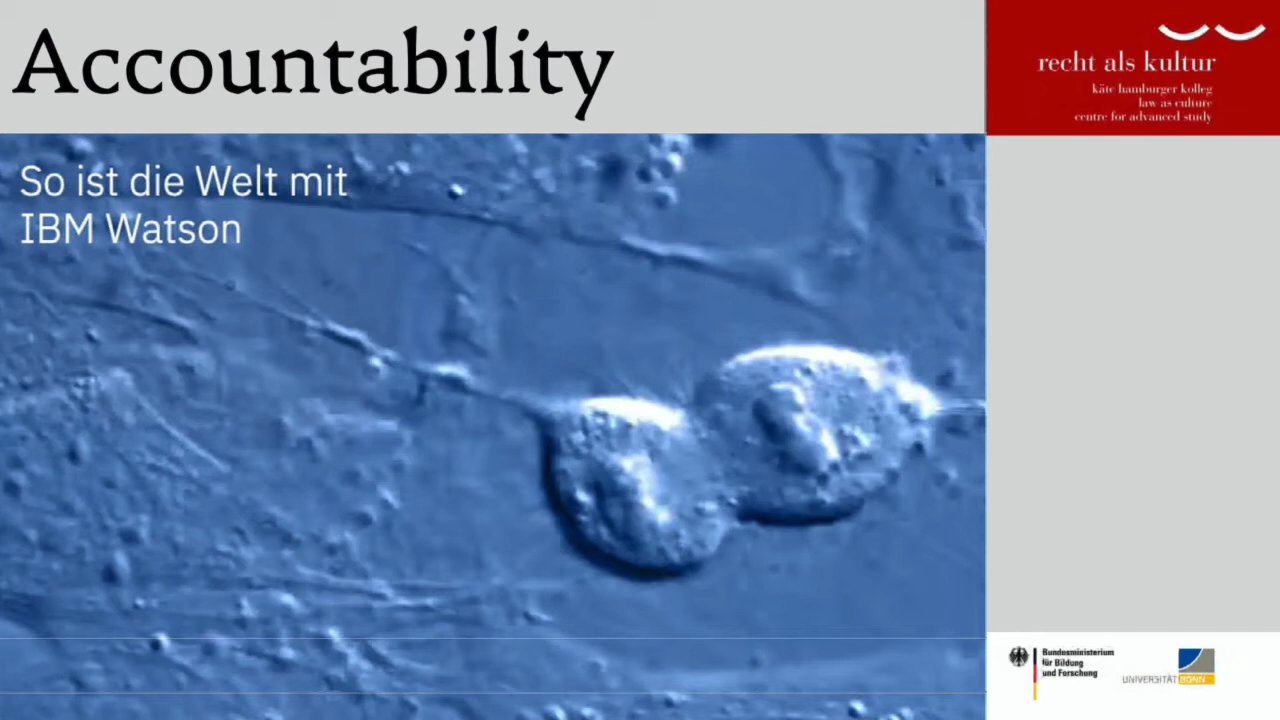 Accountability
recht als kultur
käte hamburger kolleg
law as culture
centre for advanced study
So ist die Welt mit
IBM Watson
Bundesministerium
für Bildung
und Forschung
UNIVERSITÄT BONN